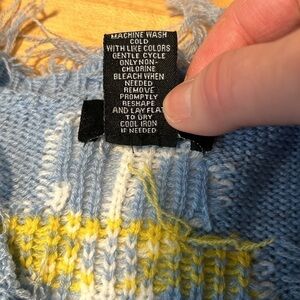 MACHINE WASH
COLD
WITH LIKE COLORS
GENTLE CYCLE
ONLY NON-
CHLORINE
BLEACH WHEN
NEEDED
REMOVE
PROMPTLY
RESHAPE
AND LAY FLAT
TO DRY
COOL IRON
IF NEEDED